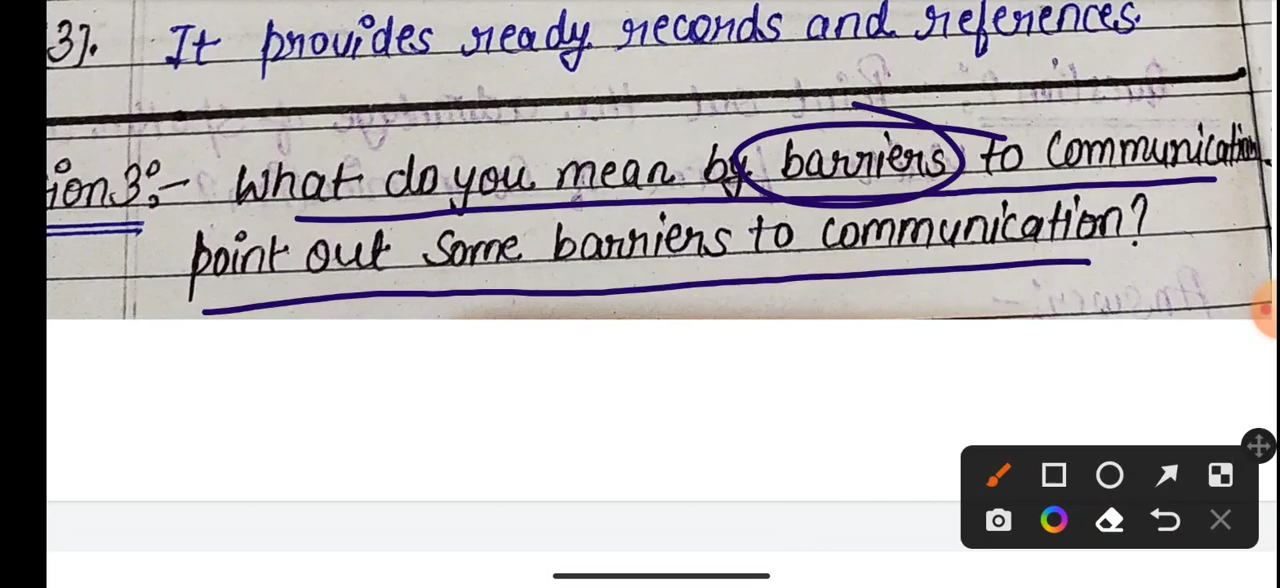 3). It provides ready records and references.
ion 3:- What do you mean by barriers to communication.
point out some barriers to communication?